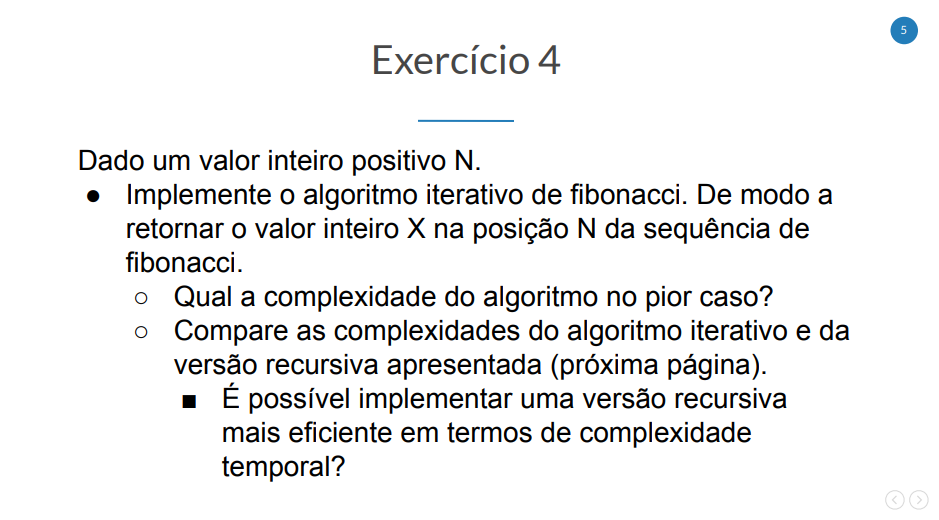 5
Exercício 4
Dado um valor inteiro positivo N.
● Implemente o algoritmo iterativo de fibonacci. De modo a
retornar o valor inteiro X na posição N da sequência de
fibonacci.
○ Qual a complexidade do algoritmo no pior caso?
○ Compare as complexidades do algoritmo iterativo e da
versão recursiva apresentada (próxima página).
■ É possível implementar uma versão recursiva
mais eficiente em termos de complexidade
temporal?